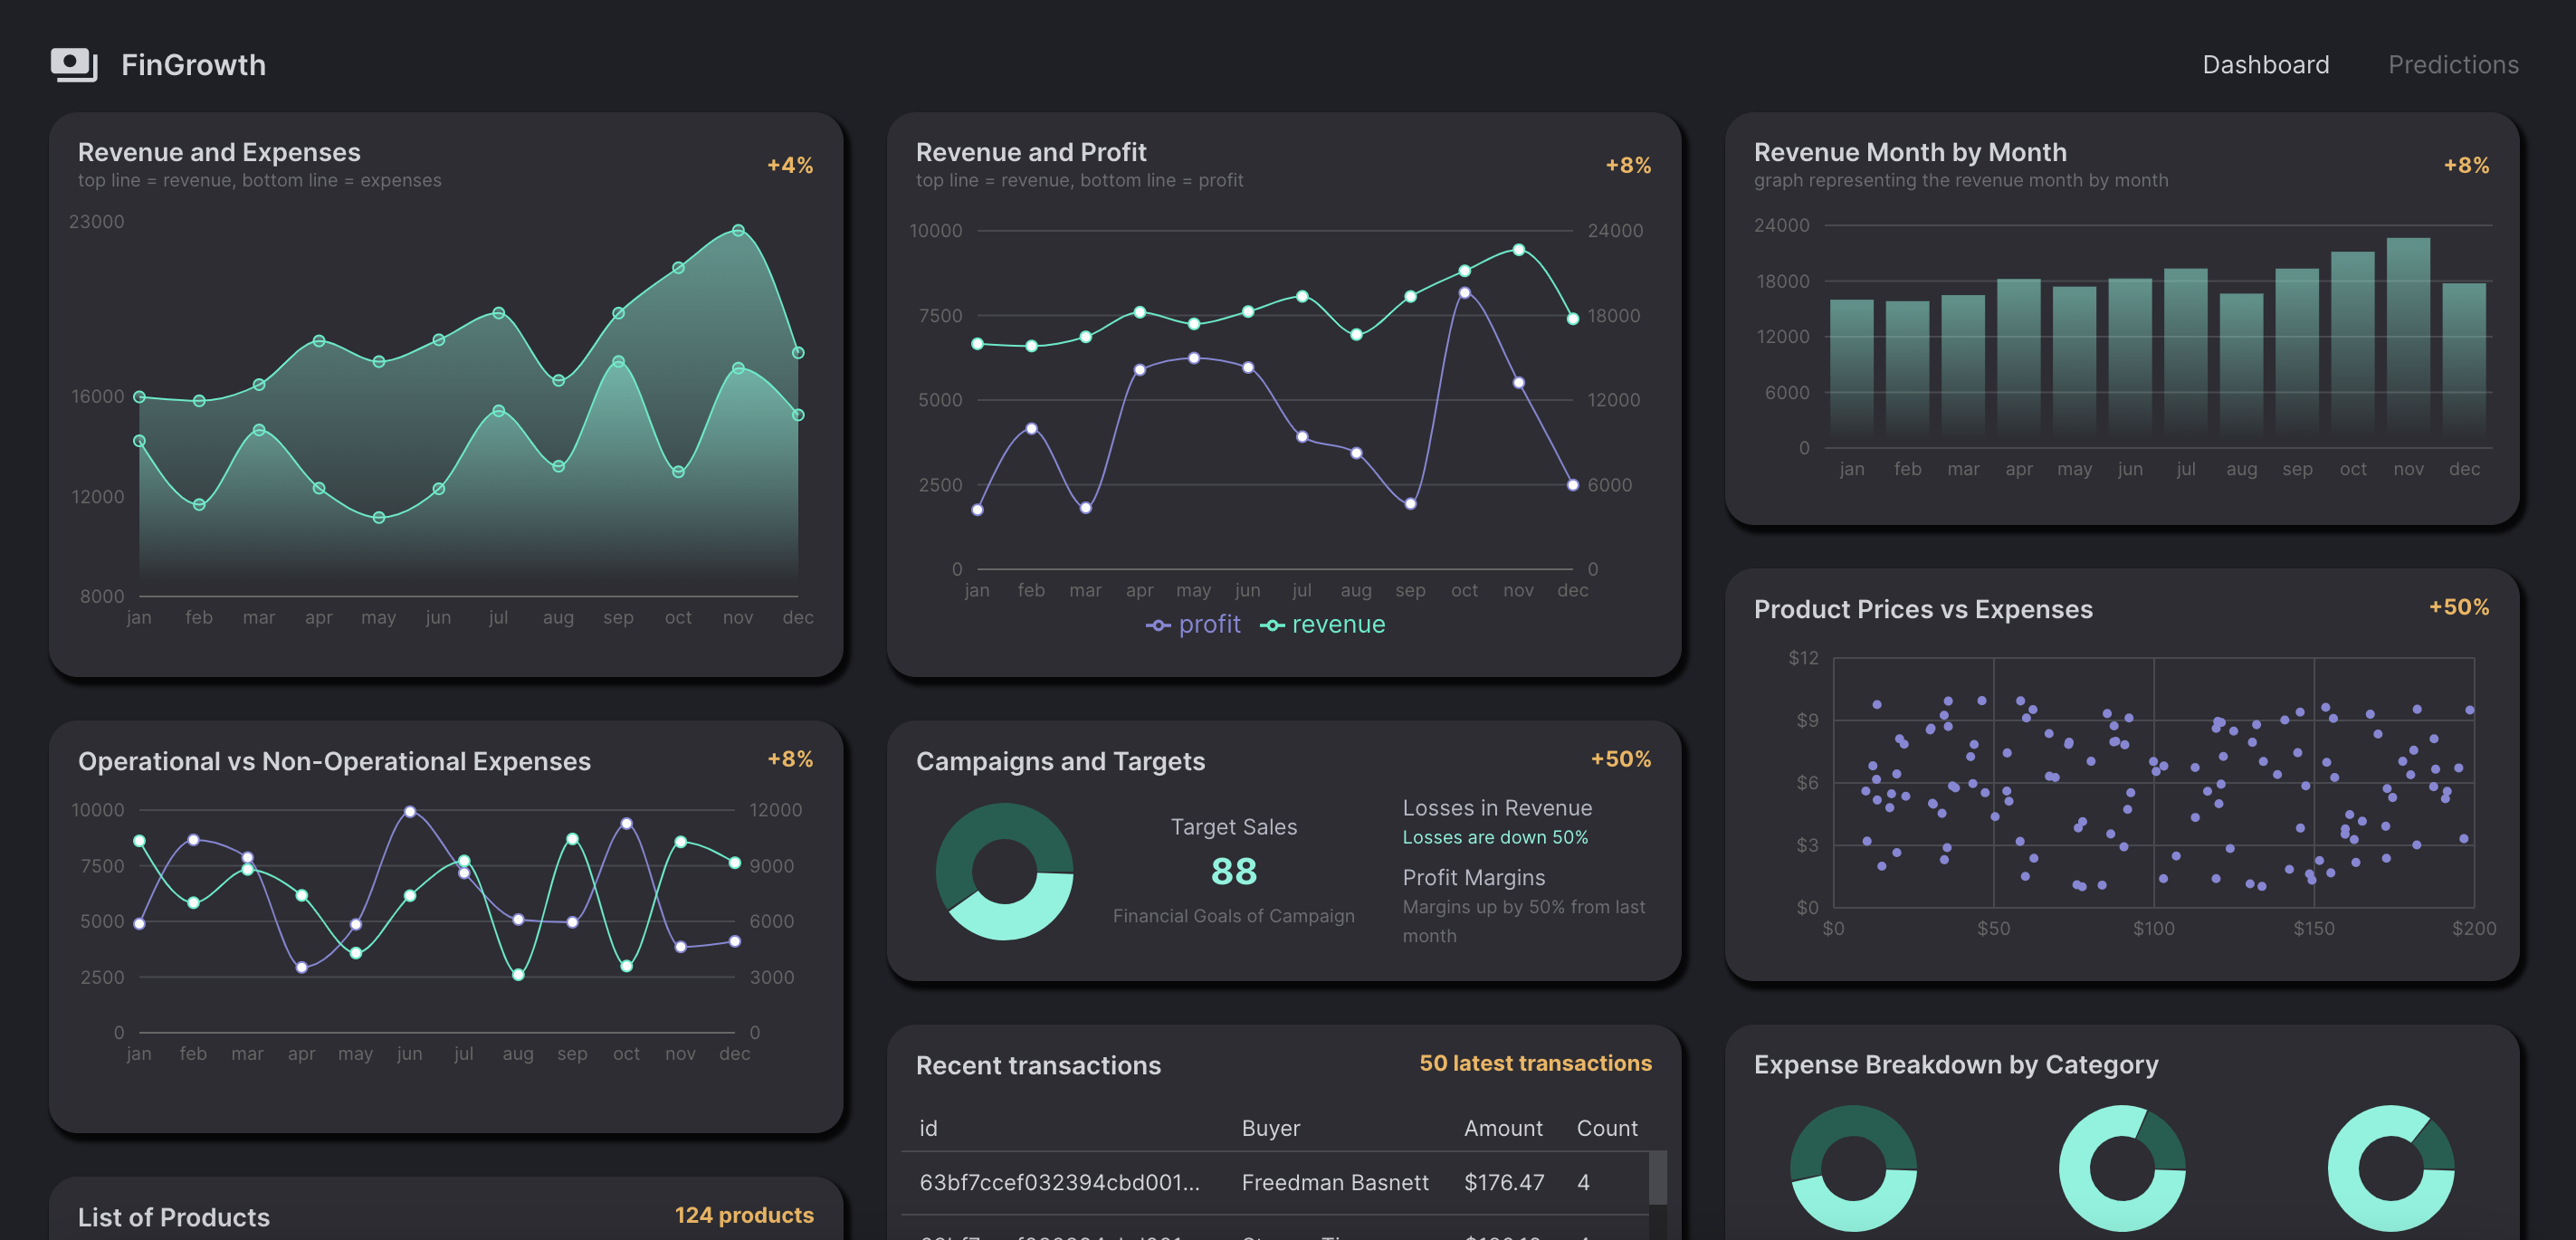 FinGrowth
Dashboard Predictions
Revenue and Expenses
+4%
top line = revenue, bottom line = expenses
23000
16000
12000
8000
jan feb mar apr may jun jul aug sep oct nov dec
Revenue and Profit
+8%
top line = revenue, bottom line = profit
10000 24000
7500 18000
5000 12000
2500 6000
0 0
jan feb mar apr may jun jul aug sep oct nov dec
profit revenue
Revenue Month by Month
+8%
graph representing the revenue month by month
24000
18000
12000
6000
0
jan feb mar apr may jun jul aug sep oct nov dec
Operational vs Non-Operational Expenses +8%
10000 12000
7500 9000
5000 6000
2500 3000
0 0
jan feb mar apr may jun jul aug sep oct nov dec
Campaigns and Targets +50%
Target Sales
88
Financial Goals of Campaign
Losses in Revenue
Losses are down 50%
Profit Margins
Margins up by 50% from last
month
Product Prices vs Expenses +50%
$12
$9
$6
$3
$0
$0 $50 $100 $150 $200
List of Products 124 products
Recent transactions 50 latest transactions
id Buyer Amount Count
63bf7ccef032394cbd001... Freedman Basnett $176.47 4
Expense Breakdown by Category